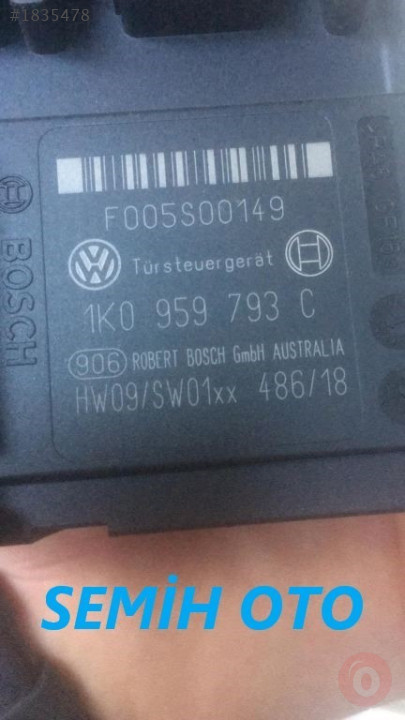 #1835478
F005S00149
Türsteuergerät
1K0 959 793 C
906 ROBERT BOSCH GmbH AUSTRALIA
HW09/SW01xx 486/18
BOSCH
SEMİH OTO